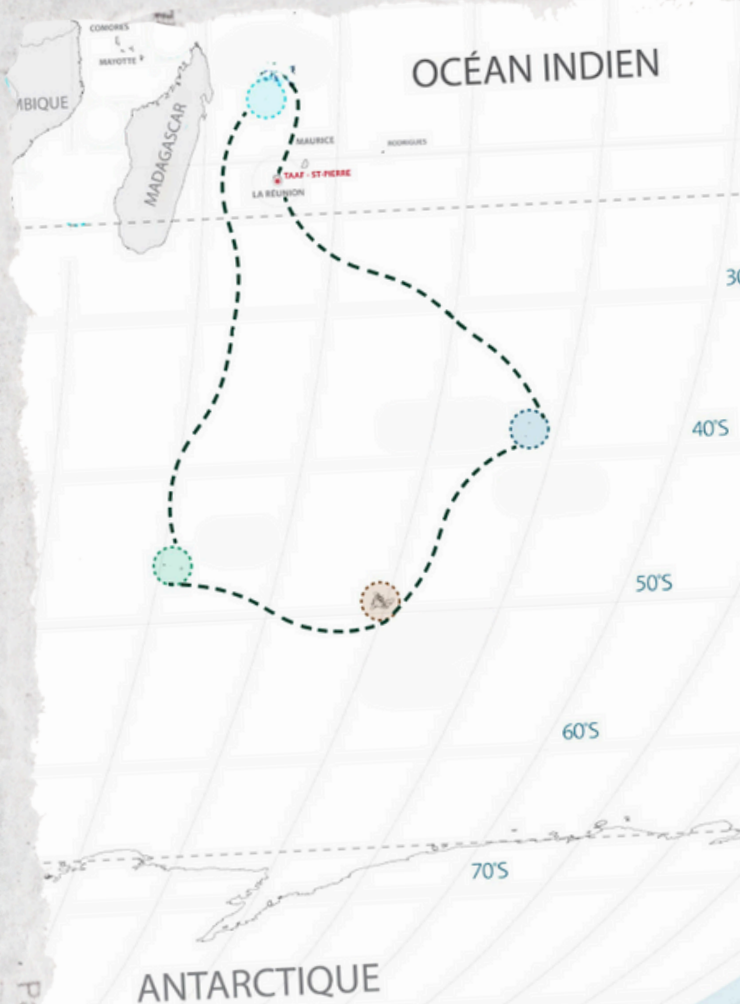 COMORES
MAYOTTE
MBIQUE
MADAGASCAR
OCÉAN INDIEN
MAURICE
RODRIGUES
TAAF - ST-PIERRE
LA RÉUNION
30
40°S
50°S
60°S
70°S
ANTARCTIQUE